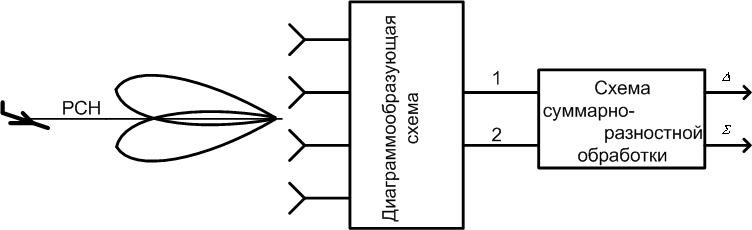 РСН
Диаграммообразующая
схема
1
2
Схема
суммарно-
разностной
обработки
Δ
Σ